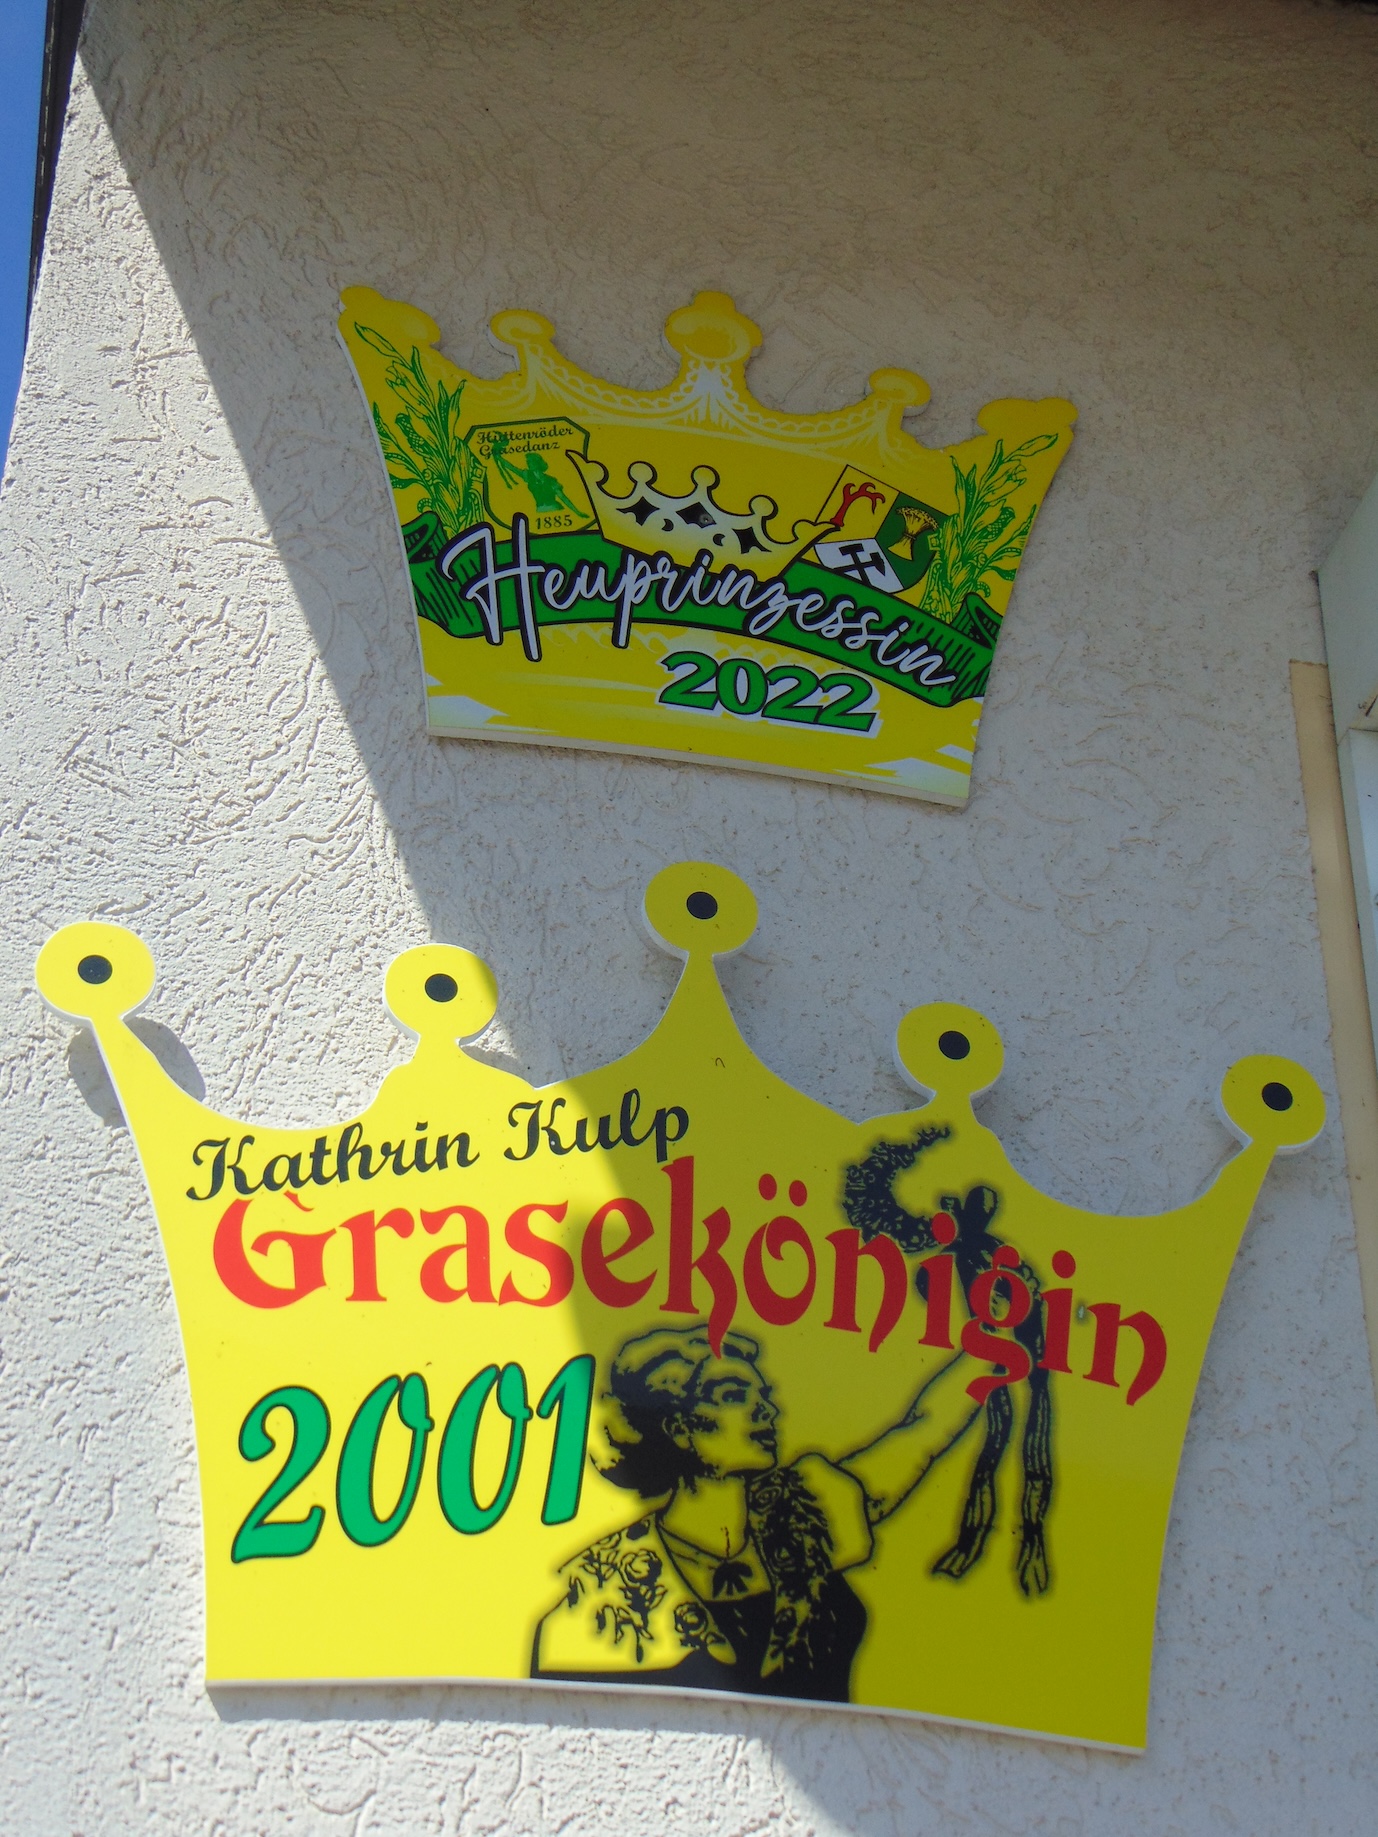 Hüttenröder
Grasedanz
1885
Heuprinzessin
2022
Kathrin Kulp
Grasekönigin
2001